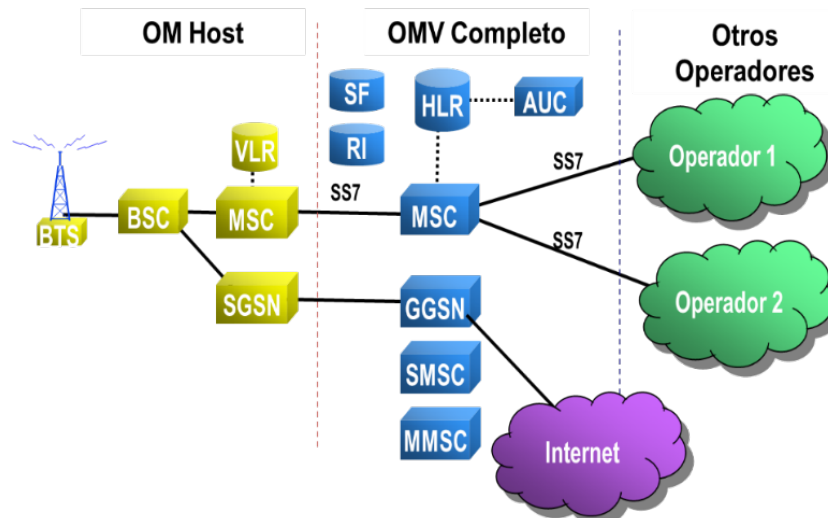 OM Host
OMV Completo
Otros
Operadores
SF
HLR
AUC
VLR
RI
Operador 1
SS7
SS7
BTS
BSC
MSC
MSC
SS7
SGSN
GGSN
Operador 2
SMSC
MMSC
Internet